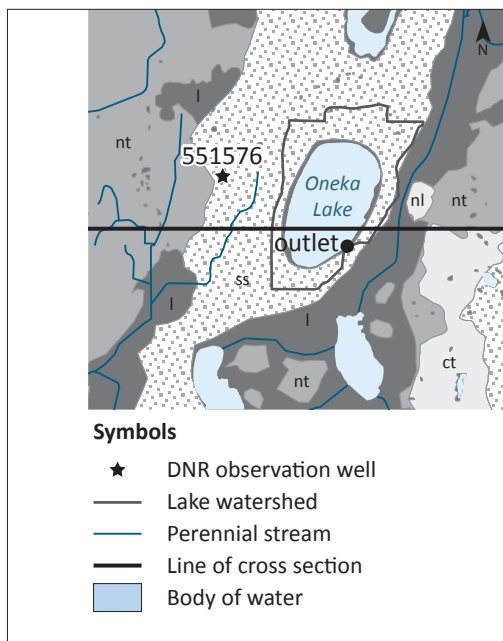 N
l
nt
551576
Oneka
Lake
nl
nt
outlet
ss
l
l
nt
ct
Symbols
DNR observation well
Lake watershed
Perennial stream
Line of cross section
Body of water